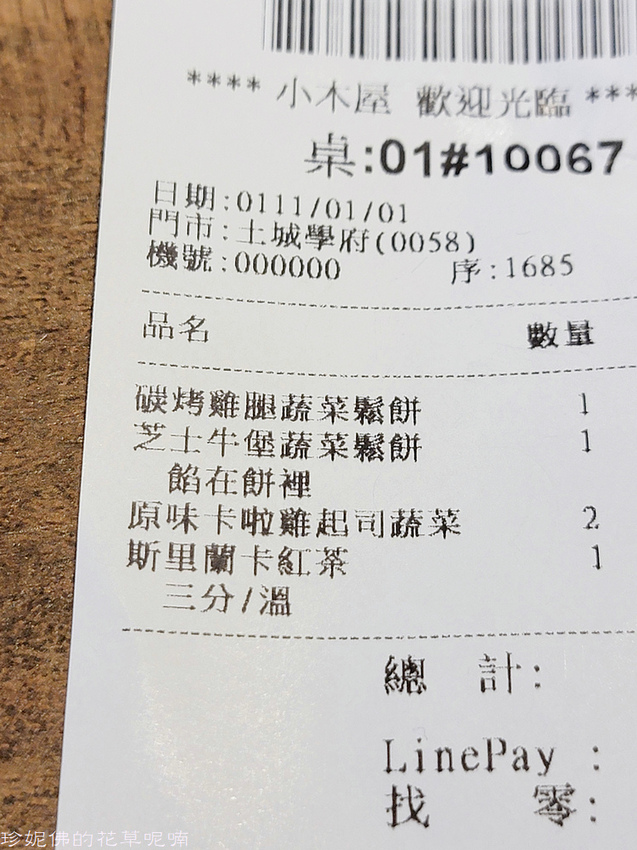 **** 小木屋 歡迎光臨 ***
桌:01#10067
日期:0111/01/01
門市:土城學府(0058)
機號:000000 序:1685
品名 數量
碳烤雞腿蔬菜鬆餅 1
芝士牛堡蔬菜鬆餅 1
餡在餅裡
原味卡啦雞起司蔬菜 2
斯里蘭卡紅茶 1
三分/溫
總 計:
LinePay :
找 零:
珍妮佛的花草呢喃